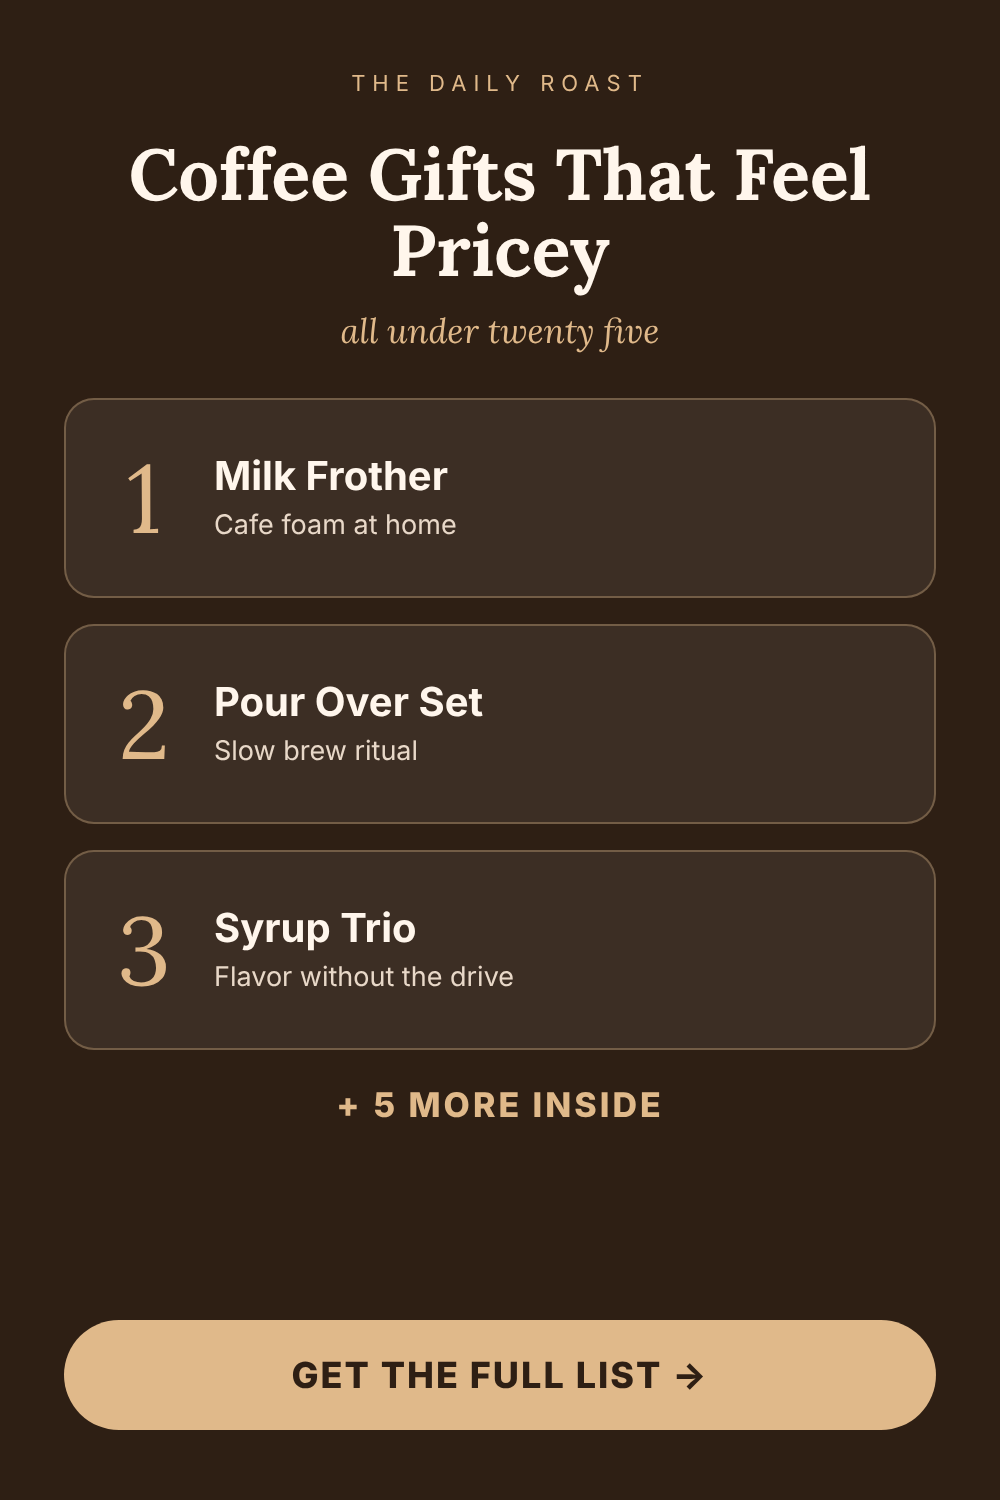 THE DAILY ROAST
Coffee Gifts That Feel
Pricey
all under twenty five
1
Milk Frother
Cafe foam at home
2
Pour Over Set
Slow brew ritual
3
Syrup Trio
Flavor without the drive
+ 5 MORE INSIDE
GET THE FULL LIST →